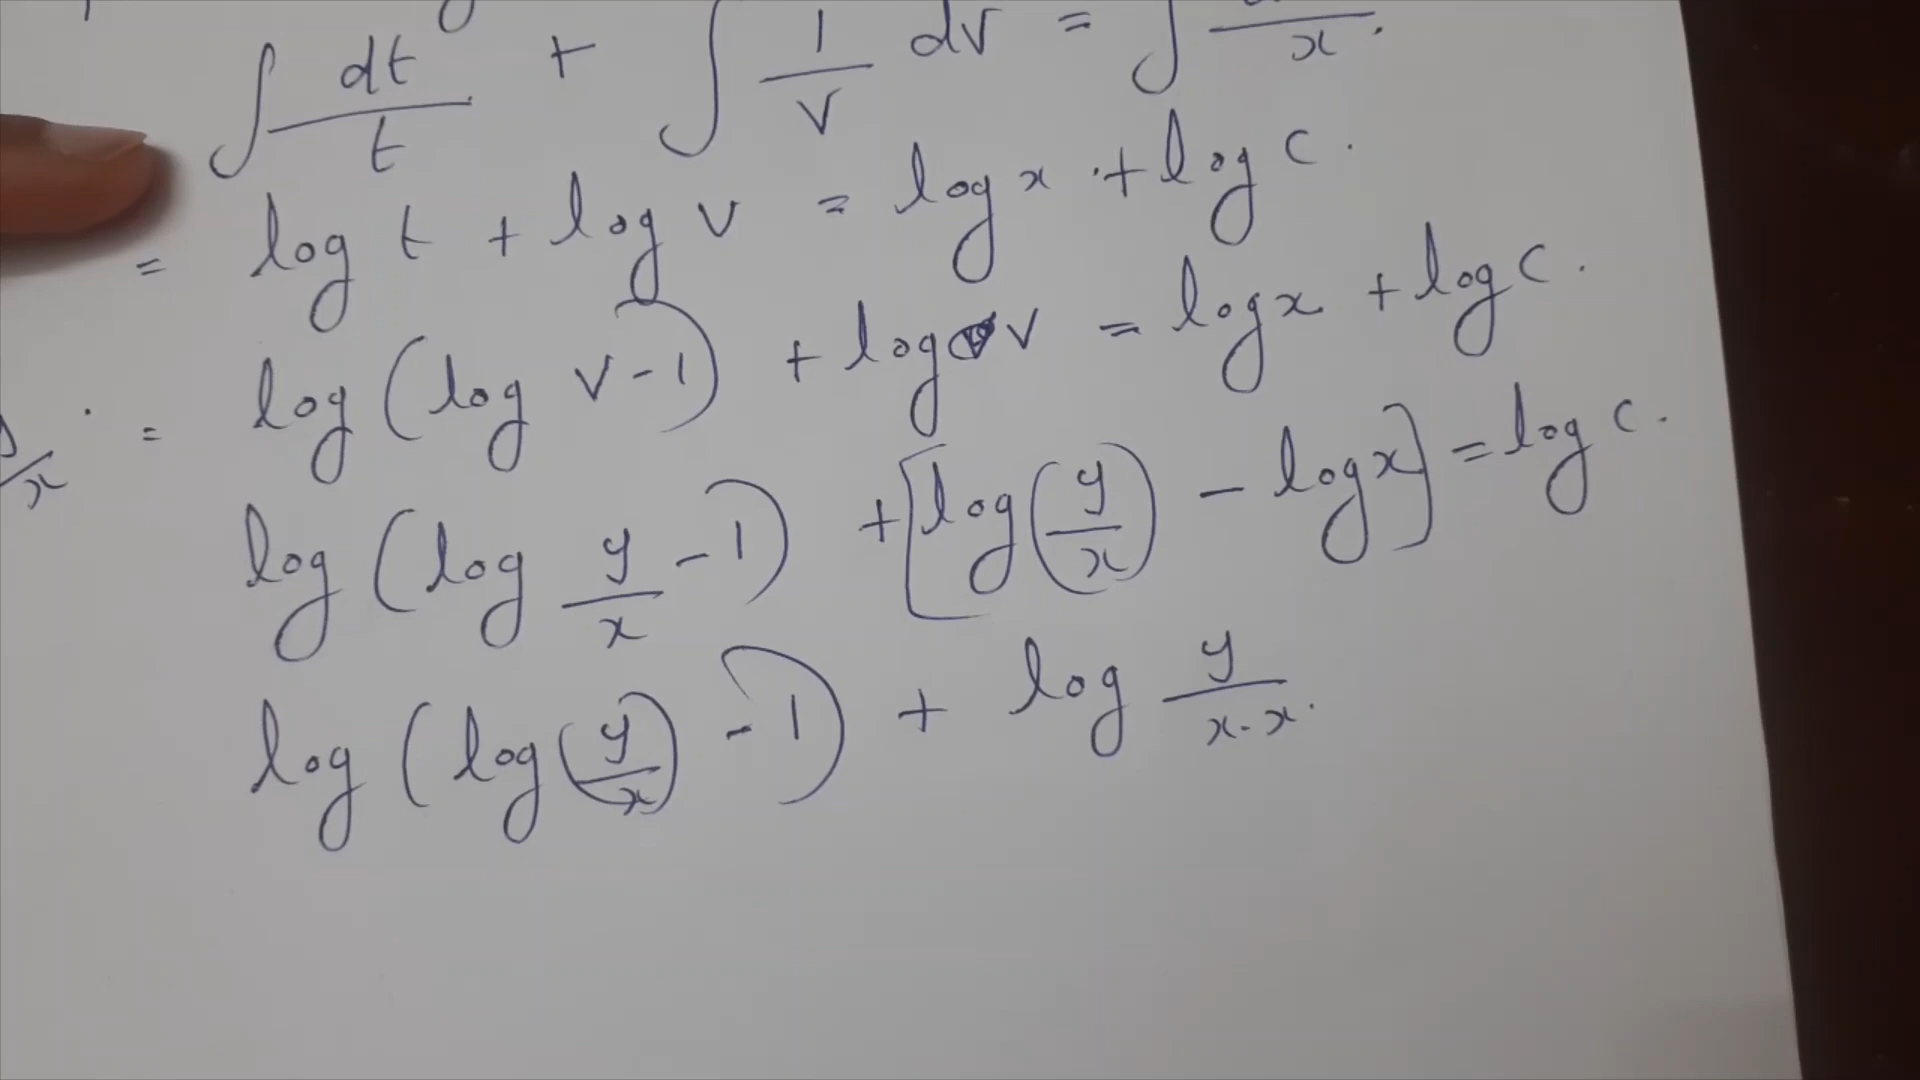 ∫ dt/t + ∫ 1/v dv = ∫ /x .
= log t + log v = log x + log c .
= log (log v - 1) + log v = log x + log c .
/x .
log (log y/x - 1) + [log (y/x) - log x] = log c .
log (log (y/x) - 1) + log y/x.x .